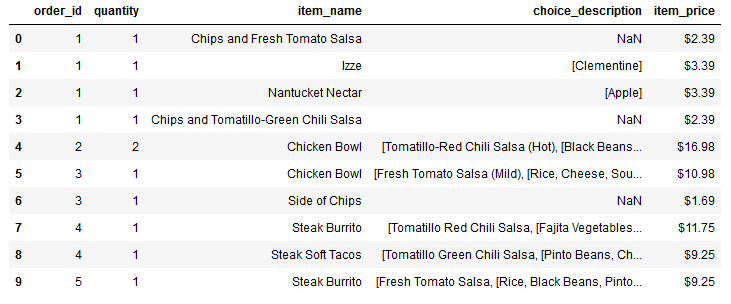 order_id quantity item_name choice_description item_price
0 1 1 Chips and Fresh Tomato Salsa NaN $2.39
1 1 1 Izze [Clementine] $3.39
2 1 1 Nantucket Nectar [Apple] $3.39
3 1 1 Chips and Tomatillo-Green Chili Salsa NaN $2.39
4 2 2 Chicken Bowl [Tomatillo-Red Chili Salsa (Hot), [Black Beans... $16.98
5 3 1 Chicken Bowl [Fresh Tomato Salsa (Mild), [Rice, Cheese, Sou... $10.98
6 3 1 Side of Chips NaN $1.69
7 4 1 Steak Burrito [Tomatillo Red Chili Salsa, [Fajita Vegetables... $11.75
8 4 1 Steak Soft Tacos [Tomatillo Green Chili Salsa, [Pinto Beans, Ch... $9.25
9 5 1 Steak Burrito [Fresh Tomato Salsa, [Rice, Black Beans, Pinto... $9.25